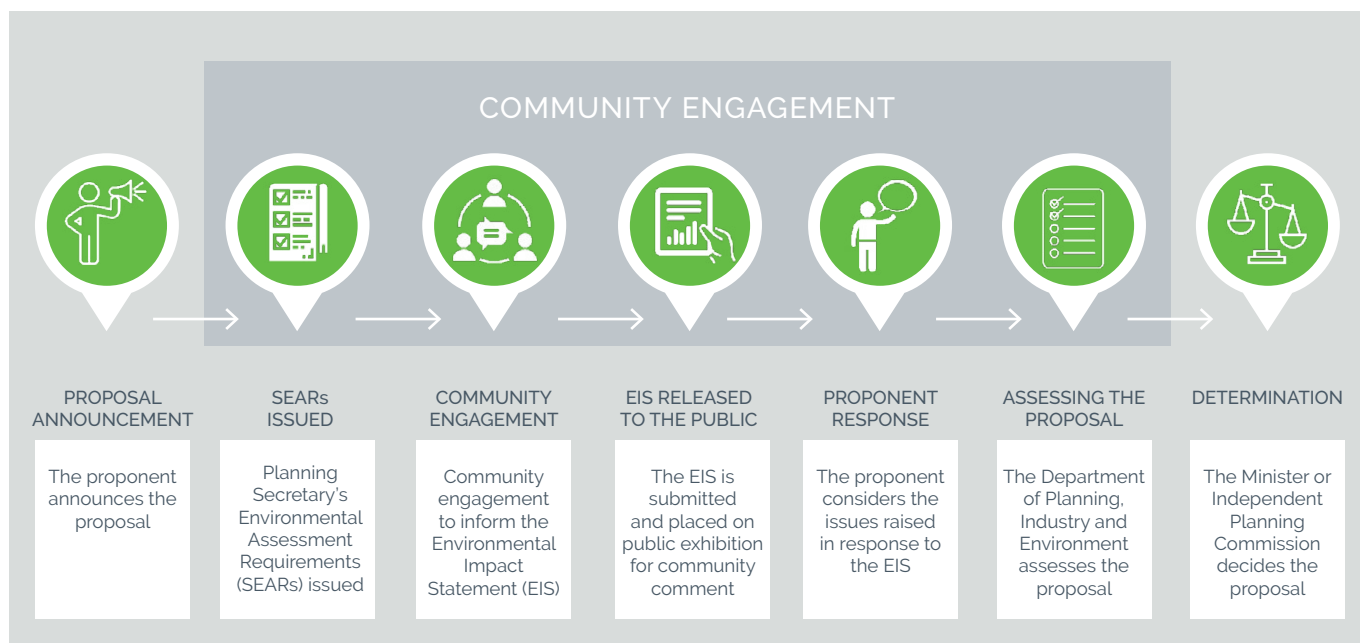 COMMUNITY ENGAGEMENT
PROPOSAL
ANNOUNCEMENT
The proponent
announces the
proposal
SEARs
ISSUED
Planning
Secretary's
Environmental
Assessment
Requirements
(SEARs) issued
COMMUNITY
ENGAGEMENT
Community
engagement
to inform the
Environmental
Impact
Statement (EIS)
EIS RELEASED
TO THE PUBLIC
The EIS is
submitted
and placed on
public exhibition
for community
comment
PROPONENT
RESPONSE
The proponent
considers the
issues raised
in response to
the EIS
ASSESSING THE
PROPOSAL
The Department
of Planning,
Industry and
Environment
assesses the
proposal
DETERMINATION
The Minister or
Independent
Planning
Commission
decides the
proposal